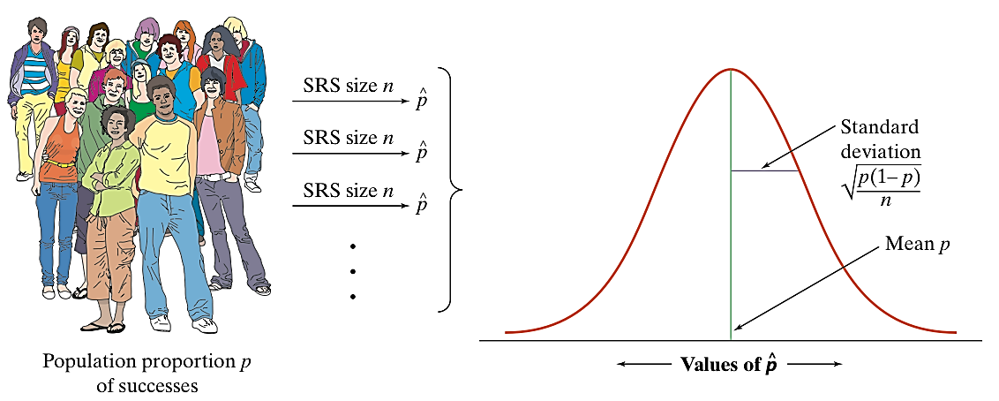 SRS size n
p̂
SRS size n
p̂
SRS size n
p̂
Population proportion p
of successes
Standard
deviation
√(p(1–p)/n)
Mean p
Values of p̂